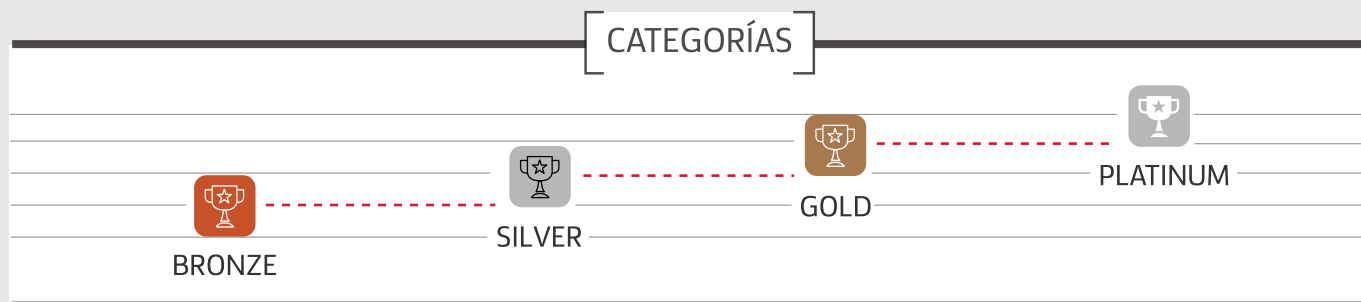 CATEGORÍAS
BRONZE
SILVER
GOLD
PLATINUM